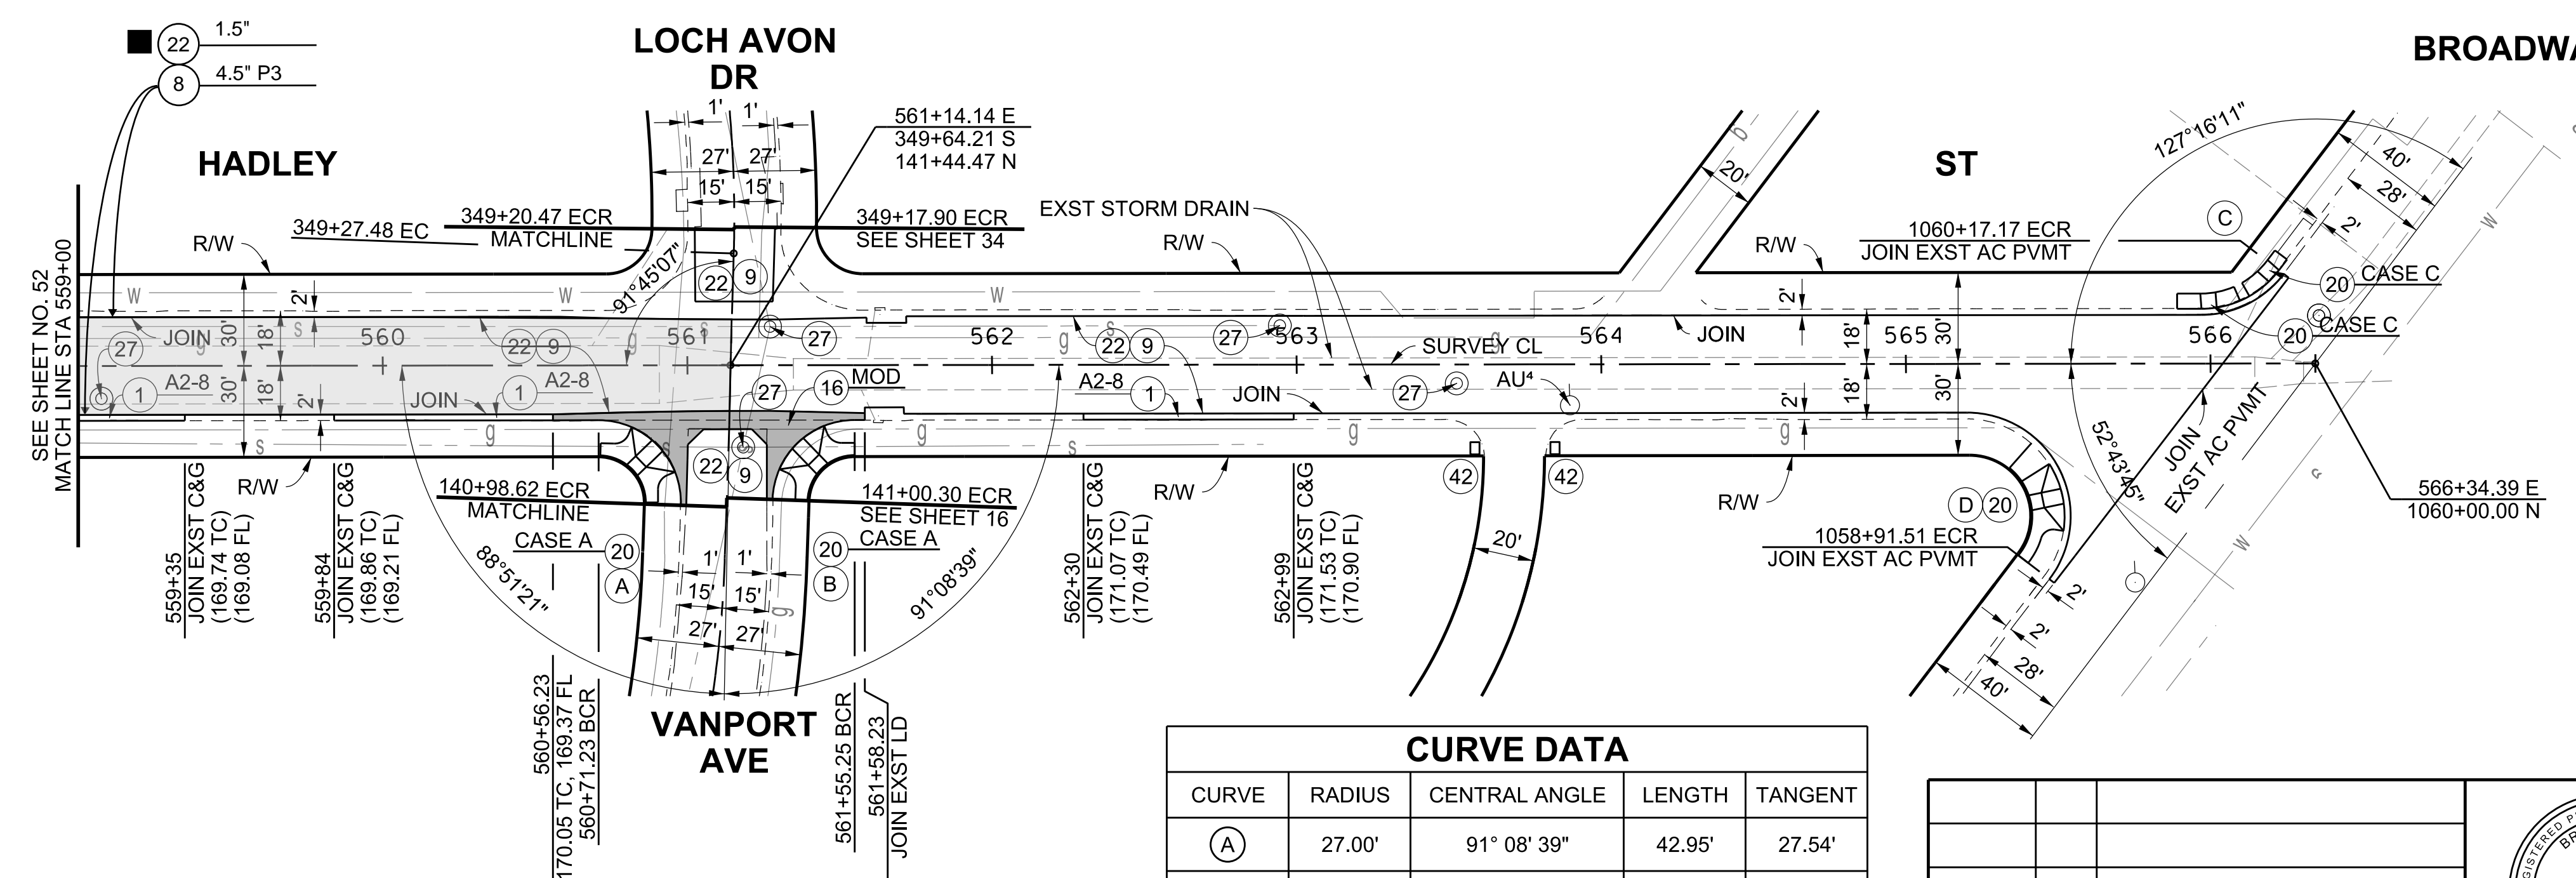 22 1.5"
8 4.5" P3
LOCH AVON
DR
HADLEY
ST
SEE SHEET NO. 52
MATCH LINE STA 559+00
1' 1'
27' 27'
15' 15'
561+14.14 E
349+64.21 S
141+44.47 N
127°16'11"
20'
40'
28'
2'
C
349+27.48 EC
349+20.47 ECR
MATCHLINE
349+17.90 ECR
SEE SHEET 34
EXST STORM DRAIN
R/W
R/W
R/W
1060+17.17 ECR
JOIN EXST AC PVMT
91°45'07"
22 9
20 CASE C
20 CASE C
w w w w w
2' 2'
JOIN
27
560 561 562 563 564 565 566
30' 18'
22 9
27
22 9
27
SURVEY CL
JOIN
18' 30'
s s s
g g g g
1 A2-8
1 A2-8
JOIN
30' 18' 2'
27
16 MOD
A2-8
1
JOIN
27
AU⁴
2' 18' 30'
g g g g g
s s s
22 9
R/W
R/W
R/W
42 42
D 20
52°43'45"
JOIN
EXST AC PVMT
566+34.39 E
1060+00.00 N
140+98.62 ECR
MATCHLINE
141+00.30 ECR
SEE SHEET 16
CASE A 20
A
20 CASE A
B
88°51'21"
91°08'39"
1' 1'
15' 15'
27' 27'
20'
1058+91.51 ECR
JOIN EXST AC PVMT
2'
2'
28'
40'
559+35
JOIN EXST C&G
(169.74 TC)
(169.08 FL)
559+84
JOIN EXST C&G
(169.86 TC)
(169.21 FL)
562+30
JOIN EXST C&G
(171.07 TC)
(170.49 FL)
562+99
JOIN EXST C&G
(171.53 TC)
(170.90 FL)
560+56.23
170.05 TC, 169.37 FL
560+71.23 BCR
VANPORT
AVE
561+55.25 BCR
561+58.23
JOIN EXST LD
CURVE DATA
CURVE RADIUS CENTRAL ANGLE LENGTH TANGENT
A 27.00' 91° 08' 39" 42.95' 27.54'